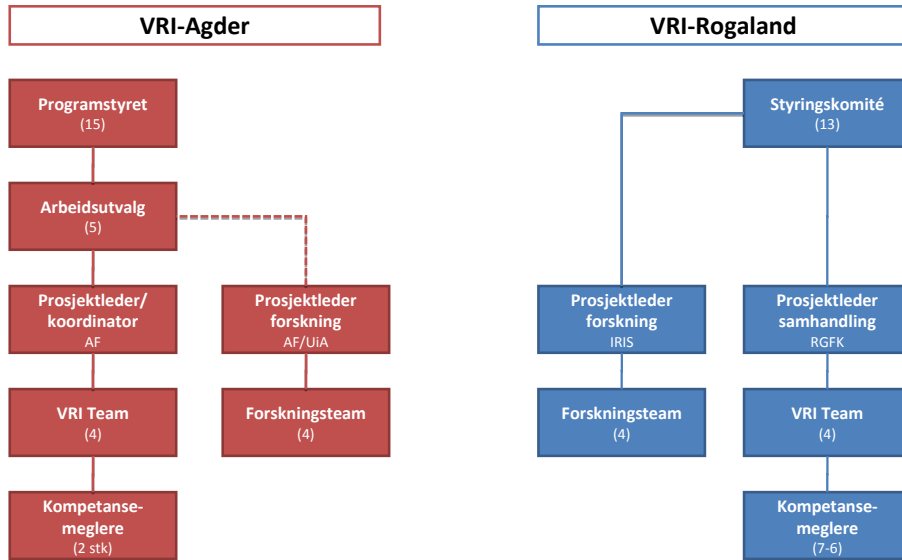 VRI-Agder
Programstyret
(15)
Arbeidsutvalg
(5)
Prosjektleder/
koordinator
AF
Prosjektleder
forskning
AF/UiA
VRI Team
(4)
Forskningsteam
(4)
Kompetanse-
meglere
(2 stk)
VRI-Rogaland
Styringskomité
(13)
Prosjektleder
forskning
IRIS
Prosjektleder
samhandling
RGFK
Forskningsteam
(4)
VRI Team
(4)
Kompetanse-
meglere
(7-6)